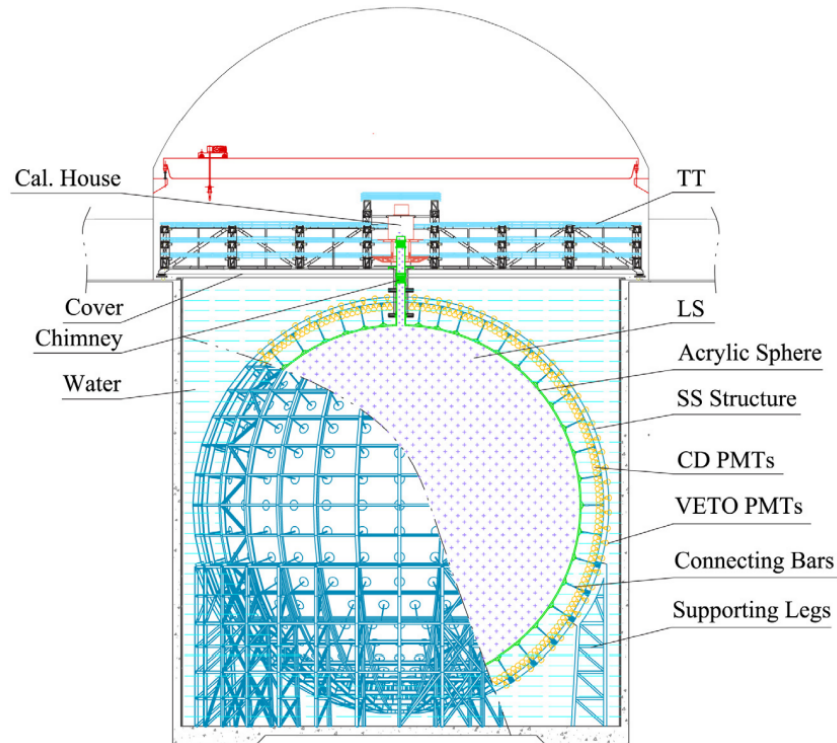 Cal. House
TT
Cover
Chimney
Water
LS
Acrylic Sphere
SS Structure
CD PMTs
VETO PMTs
Connecting Bars
Supporting Legs